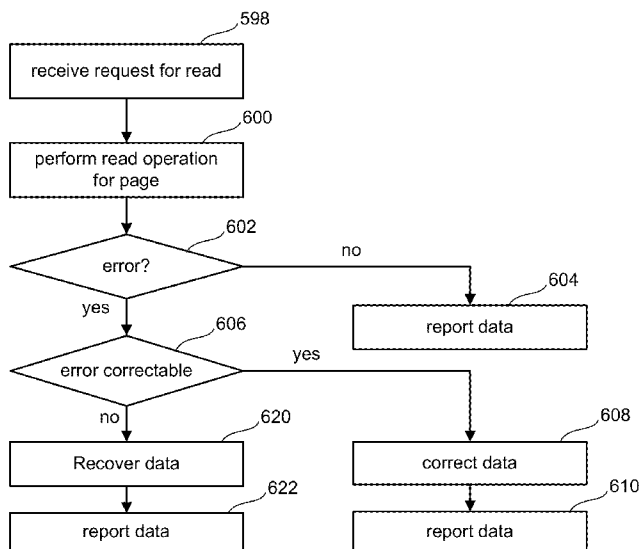 598
receive request for read
600
perform read operation
for page
602
error?
no
yes
604
report data
606
error correctable
yes
no
620
Recover data
608
correct data
622
report data
610
report data